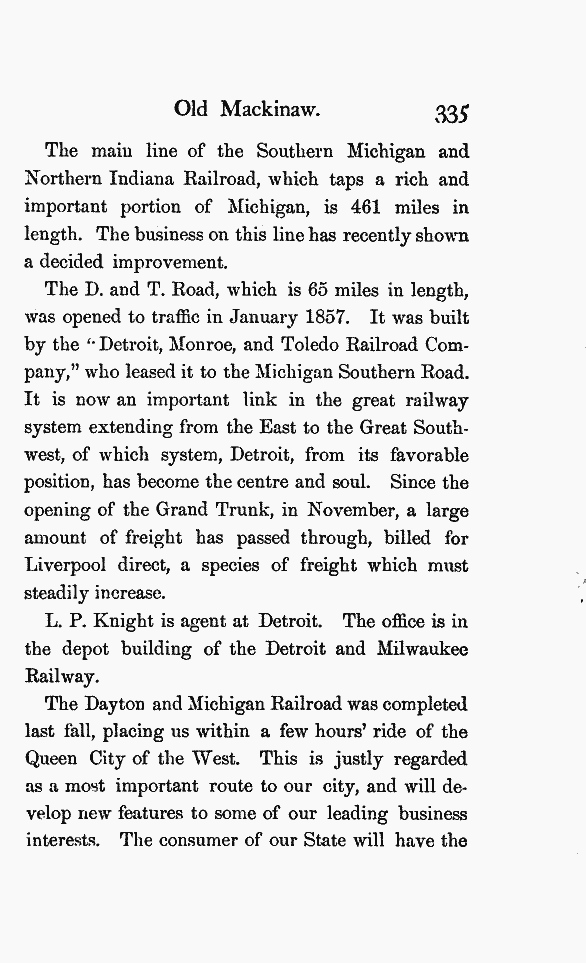 Old Mackinaw. 335
The main line of the Southern Michigan and
Northern Indiana Railroad, which taps a rich and
important portion of Michigan, is 461 miles in
length. The business on this line has recently shown
a decided improvement.
The D. and T. Road, which is 65 miles in length,
was opened to traffic in January 1857. It was built
by the "Detroit, Monroe, and Toledo Railroad Com-
pany," who leased it to the Michigan Southern Road.
It is now an important link in the great railway
system extending from the East to the Great South-
west, of which system, Detroit, from its favorable
position, has become the centre and soul. Since the
opening of the Grand Trunk, in November, a large
amount of freight has passed through, billed for
Liverpool direct, a species of freight which must
steadily increase.
L. P. Knight is agent at Detroit. The office is in
the depot building of the Detroit and Milwaukee
Railway.
The Dayton and Michigan Railroad was completed
last fall, placing us within a few hours' ride of the
Queen City of the West. This is justly regarded
as a most important route to our city, and will de-
velop new features to some of our leading business
interests. The consumer of our State will have the